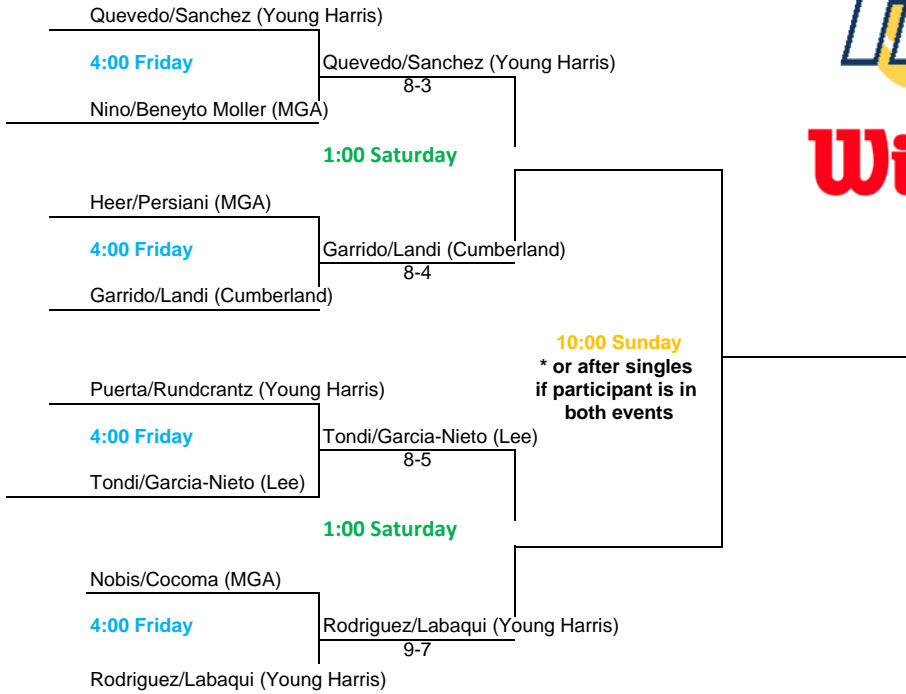 Quevedo/Sanchez (Young Harris)
4:00 Friday
Quevedo/Sanchez (Young Harris)
8-3
Nino/Beneyto Moller (MGA)
1:00 Saturday
Heer/Persiani (MGA)
4:00 Friday
Garrido/Landi (Cumberland)
8-4
Garrido/Landi (Cumberland)
10:00 Sunday
* or after singles
if participant is in
both events
Puerta/Rundcrantz (Young Harris)
4:00 Friday
Tondi/Garcia-Nieto (Lee)
8-5
Tondi/Garcia-Nieto (Lee)
1:00 Saturday
Nobis/Cocoma (MGA)
4:00 Friday
Rodriguez/Labaqui (Young Harris)
9-7
Rodriguez/Labaqui (Young Harris)